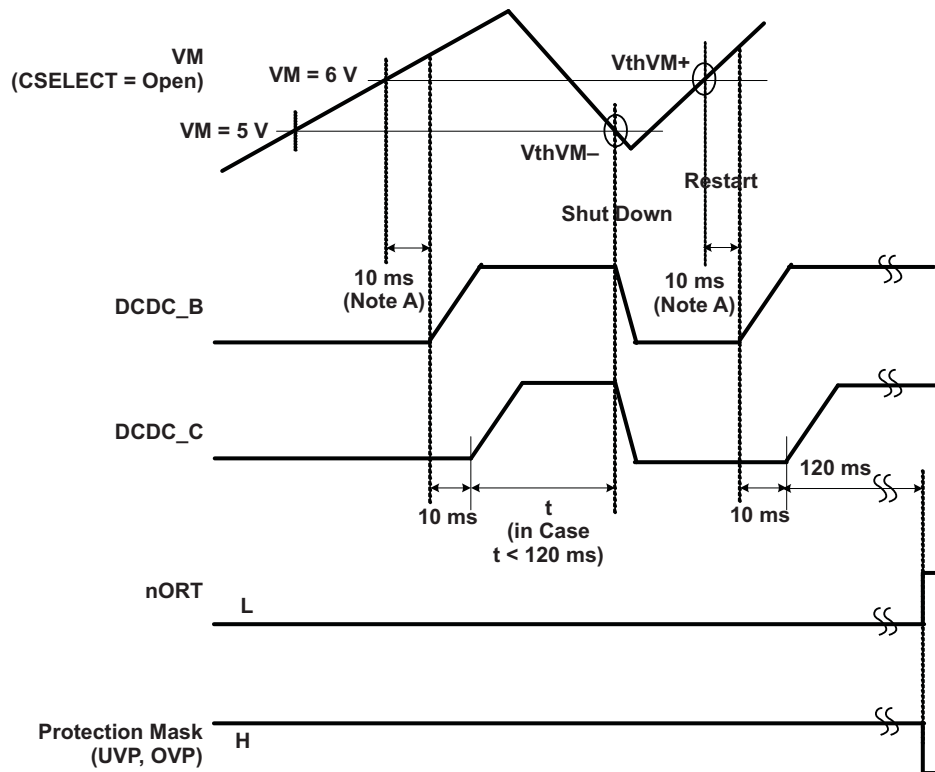 VM
(CSELECT = Open)
VM = 6 V
VthVM+
VM = 5 V
VthVM–
Restart
Shut Down
10 ms
(Note A)
10 ms
(Note A)
DCDC_B
DCDC_C
120 ms
10 ms
t
(in Case
t < 120 ms)
10 ms
nORT
L
Protection Mask
(UVP, OVP)
H